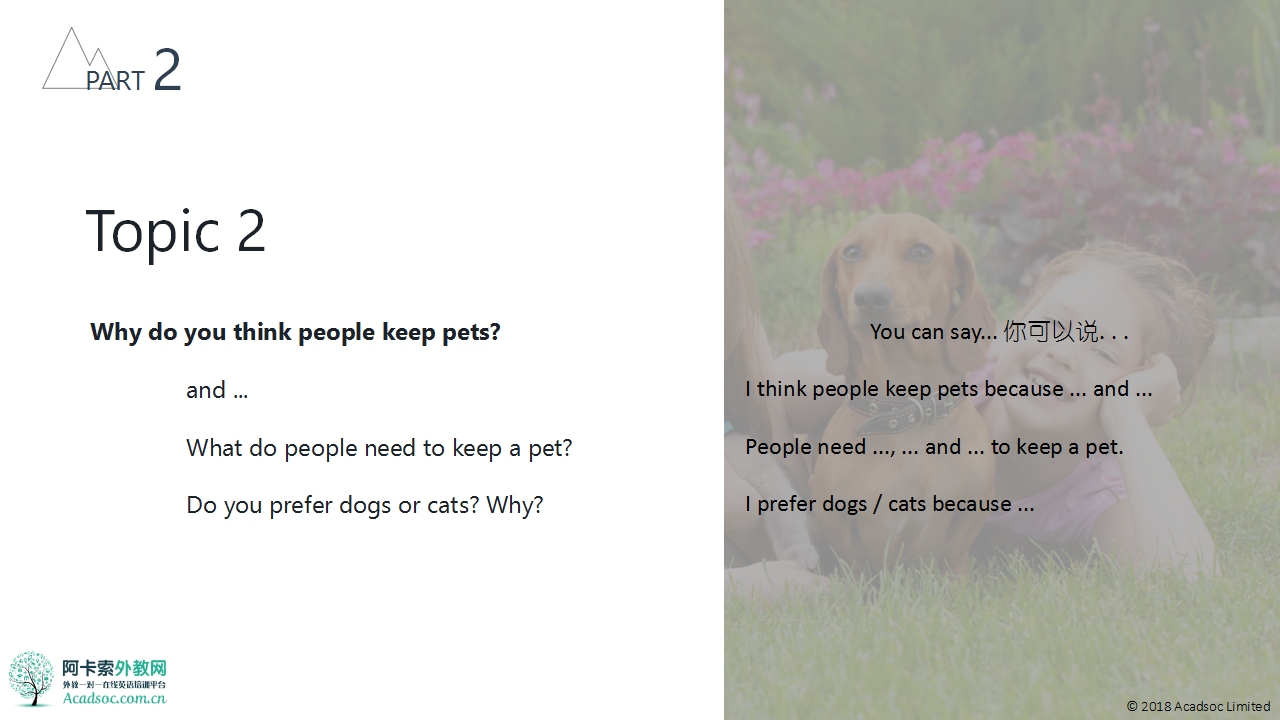 PART 2
Topic 2
Why do you think people keep pets?
and ...
What do people need to keep a pet?
Do you prefer dogs or cats? Why?
You can say... 你可以说. . .
I think people keep pets because ... and ...
People need ..., ... and ... to keep a pet.
I prefer dogs / cats because ...
阿卡索外教网
外教一对一在线英语培训平台
Acadsoc.com.cn
© 2018 Acadsoc Limited